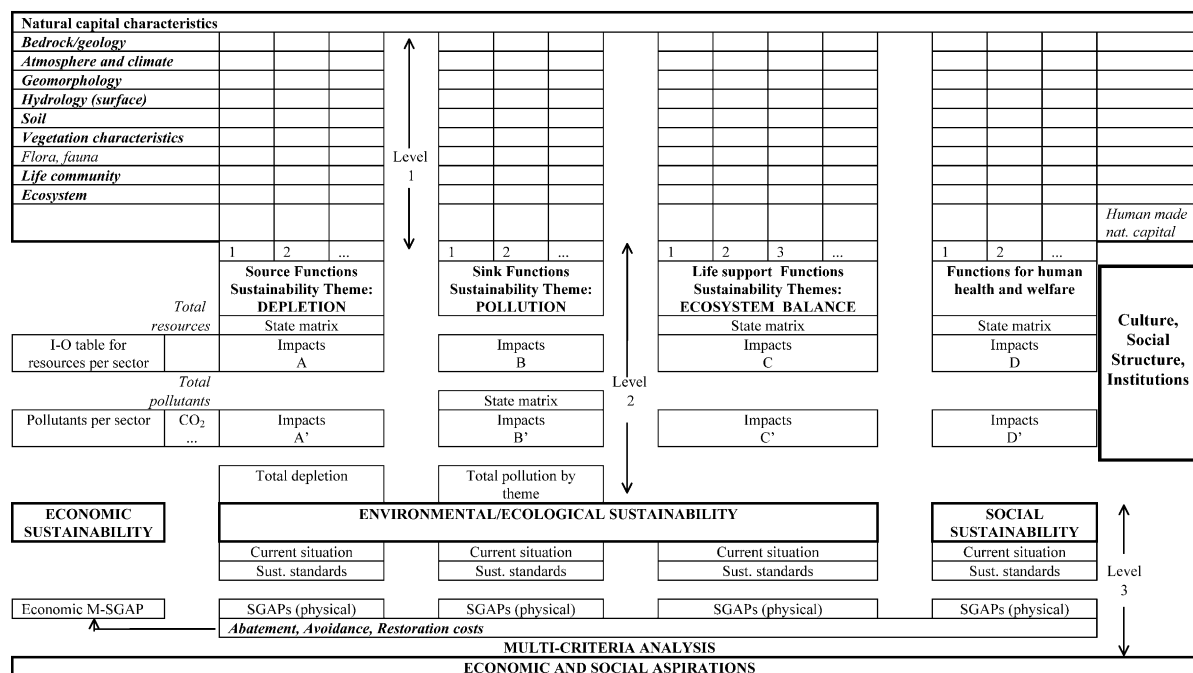 Natural capital characteristics
Bedrock/geology
Atmosphere and climate
Geomorphology
Hydrology (surface)
Soil
Vegetation characteristics
Flora, fauna
Life community
Ecosystem
Level
1
Human made
nat. capital
1 2 ... 1 2 ... 1 2 3 ... 1 2 ...
Source Functions
Sustainability Theme:
DEPLETION
Sink Functions
Sustainability Theme:
POLLUTION
Life support Functions
Sustainability Themes:
ECOSYSTEM BALANCE
Functions for human
health and welfare
Culture,
Social
Structure,
Institutions
Total
resources
State matrix
State matrix
State matrix
I-O table for
resources per sector
Impacts
A
Impacts
B
Impacts
C
Impacts
D
Level
2
Total
pollutants
State matrix
Pollutants per sector
CO2
...
Impacts
A’
Impacts
B’
Impacts
C’
Impacts
D’
Total depletion
Total pollution by
theme
ECONOMIC
SUSTAINABILITY
ENVIRONMENTAL/ECOLOGICAL SUSTAINABILITY
SOCIAL
SUSTAINABILITY
Current situation
Sust. standards
Current situation
Sust. standards
Current situation
Sust. standards
Current situation
Sust. standards
Level
3
Economic M-SGAP
SGAPs (physical)
SGAPs (physical)
SGAPs (physical)
SGAPs (physical)
Abatement, Avoidance, Restoration costs
MULTI-CRITERIA ANALYSIS
ECONOMIC AND SOCIAL ASPIRATIONS